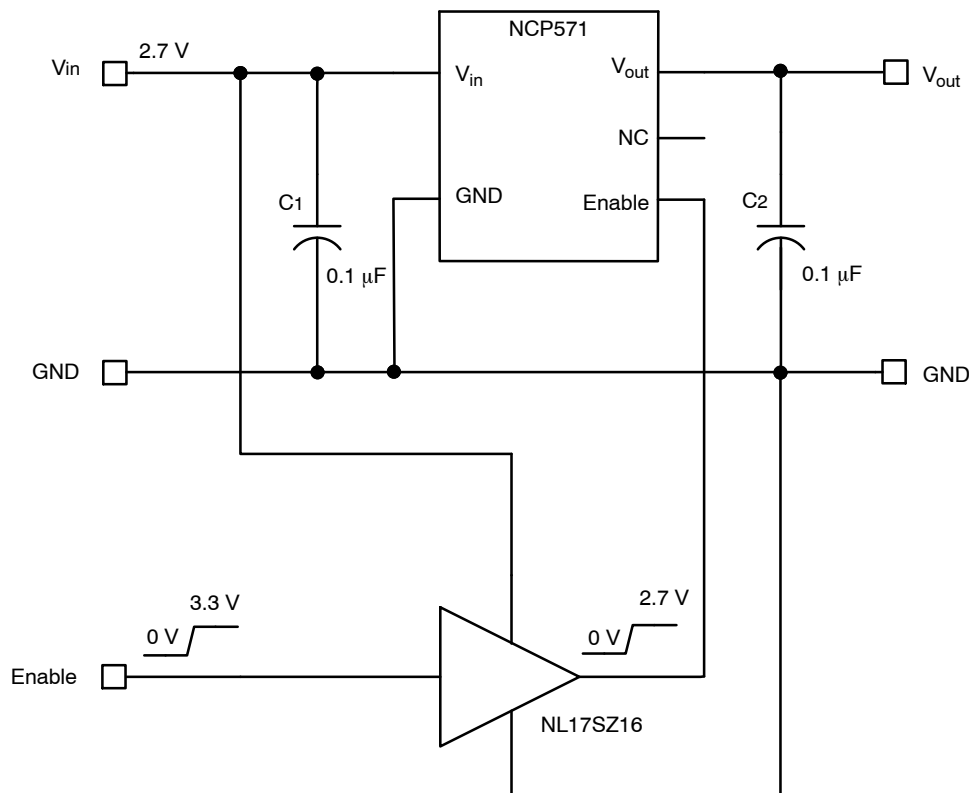 NCP571
2.7 V
Vin
Vin
Vout
Vout
NC
C1
GND
Enable
C2
0.1 μF
0.1 μF
GND
GND
3.3 V
2.7 V
0 V
0 V
Enable
NL17SZ16